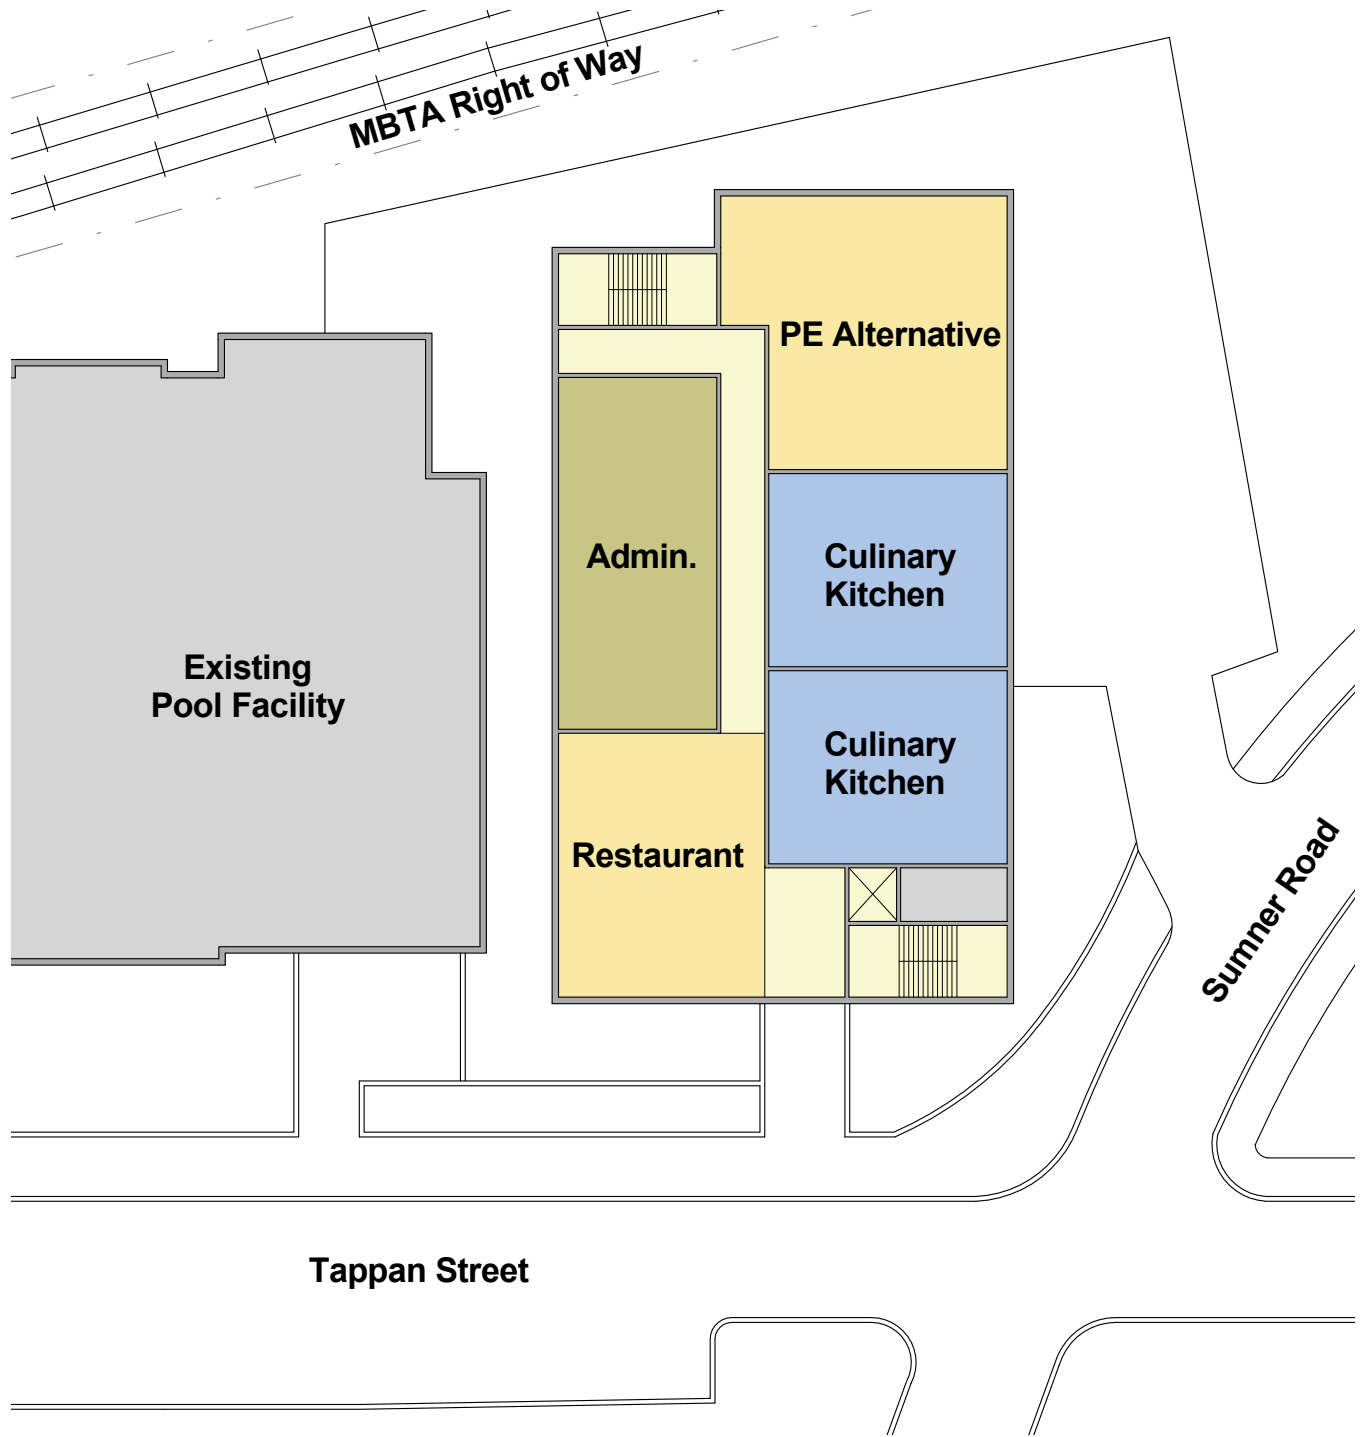 MBTA Right of Way
PE Alternative
Admin.
Culinary
Kitchen
Existing
Pool Facility
Culinary
Kitchen
Restaurant
Sumner Road
Tappan Street